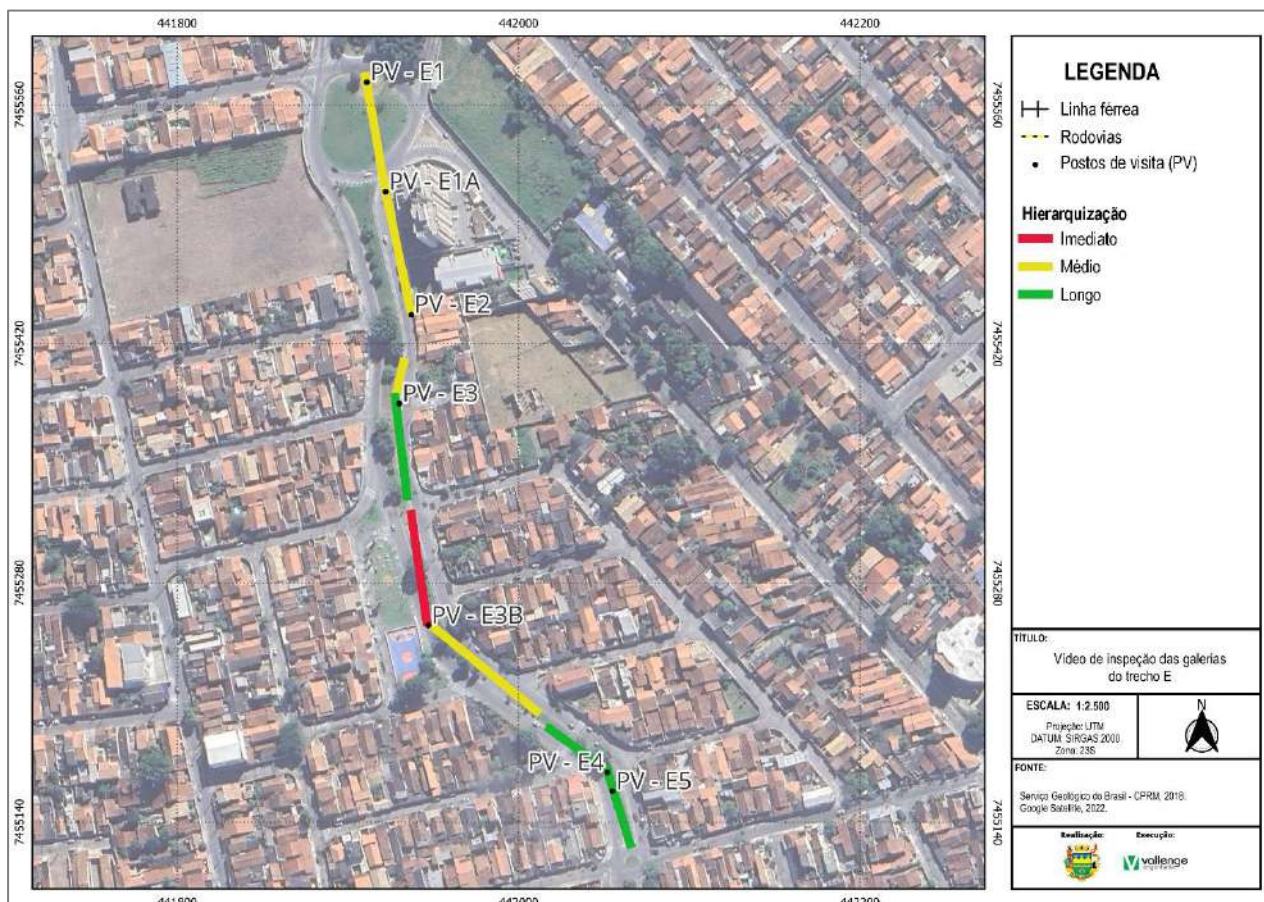 441800
442000
442200
7455560
7455560
PV - E1
PV - E1A
PV - E2
7455420
7455420
PV - E3
7455280
7455280
PV - E3B
PV - E4
PV - E5
7455140
7455140
441800
442000
442200
LEGENDA
Linha férrea
Rodovias
Postos de visita (PV)
Hierarquização
Imediato
Médio
Longo
TÍTULO:
Vídeo de inspeção das galerias
do trecho E
ESCALA: 1:2.500
Projeção: UTM
DATUM: SIRGAS 2000
Zona: 23S
N
FONTE:
Serviço Geológico do Brasil - CPRM, 2018.
Google Satellite, 2022.
Realização:
Execução:
vallenge